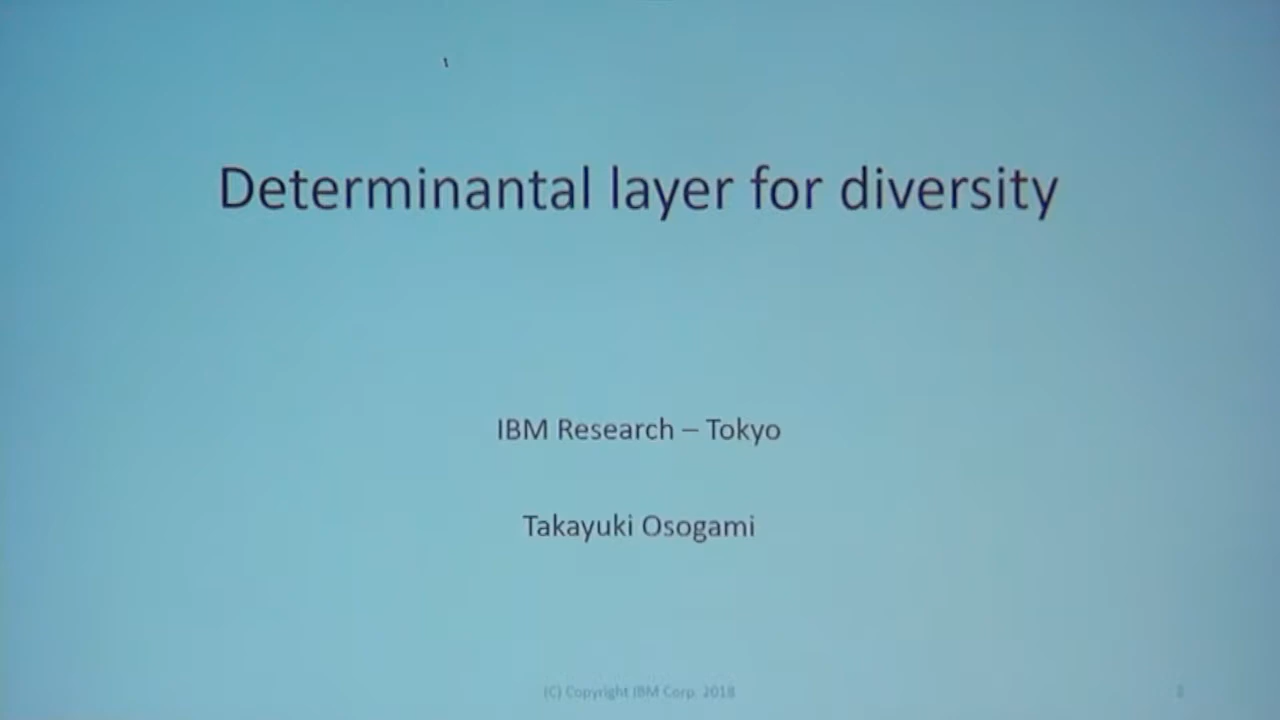 Determinantal layer for diversity
IBM Research – Tokyo
Takayuki Osogami
(C) Copyright IBM Corp. 2018